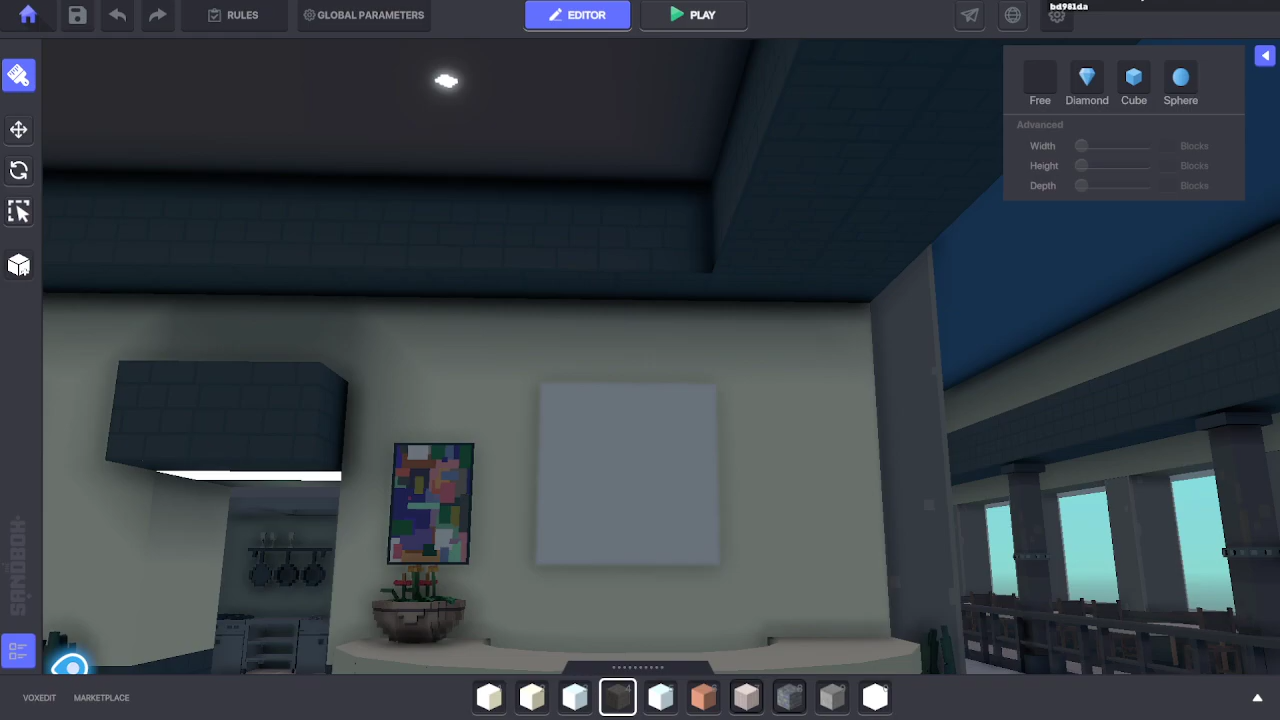 bd981da
RULES
GLOBAL PARAMETERS
EDITOR
PLAY
Free Diamond Cube Sphere
Advanced
Width Blocks
Height Blocks
Depth Blocks
THE SANDBOX
VOXEDIT MARKETPLACE